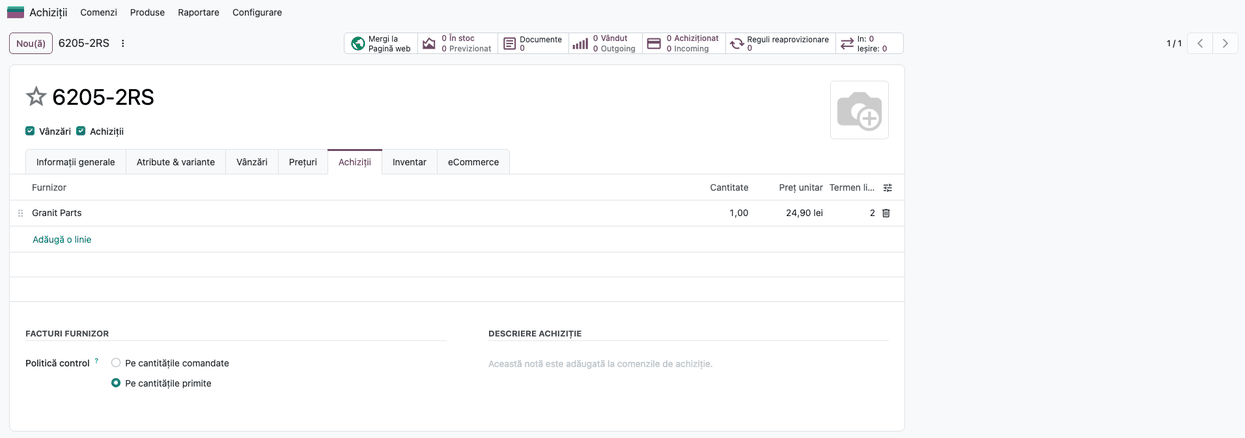 Achiziții Comenzi Produse Raportare Configurare
Nou(ă) 6205-2RS
Mergi la
Pagină web
0 În stoc
0 Previzionat
Documente
0
0 Vândut
0 Outgoing
0 Achiziționat
0 Incoming
Reguli reaprovizionare
0
In: 0
Ieșire: 0
1 / 1
6205-2RS
Vânzări Achiziții
Informații generale Atribute & variante Vânzări Prețuri Achiziții Inventar eCommerce
Furnizor Cantitate Preț unitar Termen li...
Granit Parts 1,00 24,90 lei 2
Adăugă o linie
FACTURI FURNIZOR
Politică control ? Pe cantitățile comandate
Pe cantitățile primite
DESCRIERE ACHIZIȚIE
Această notă este adăugată la comenzile de achiziție.